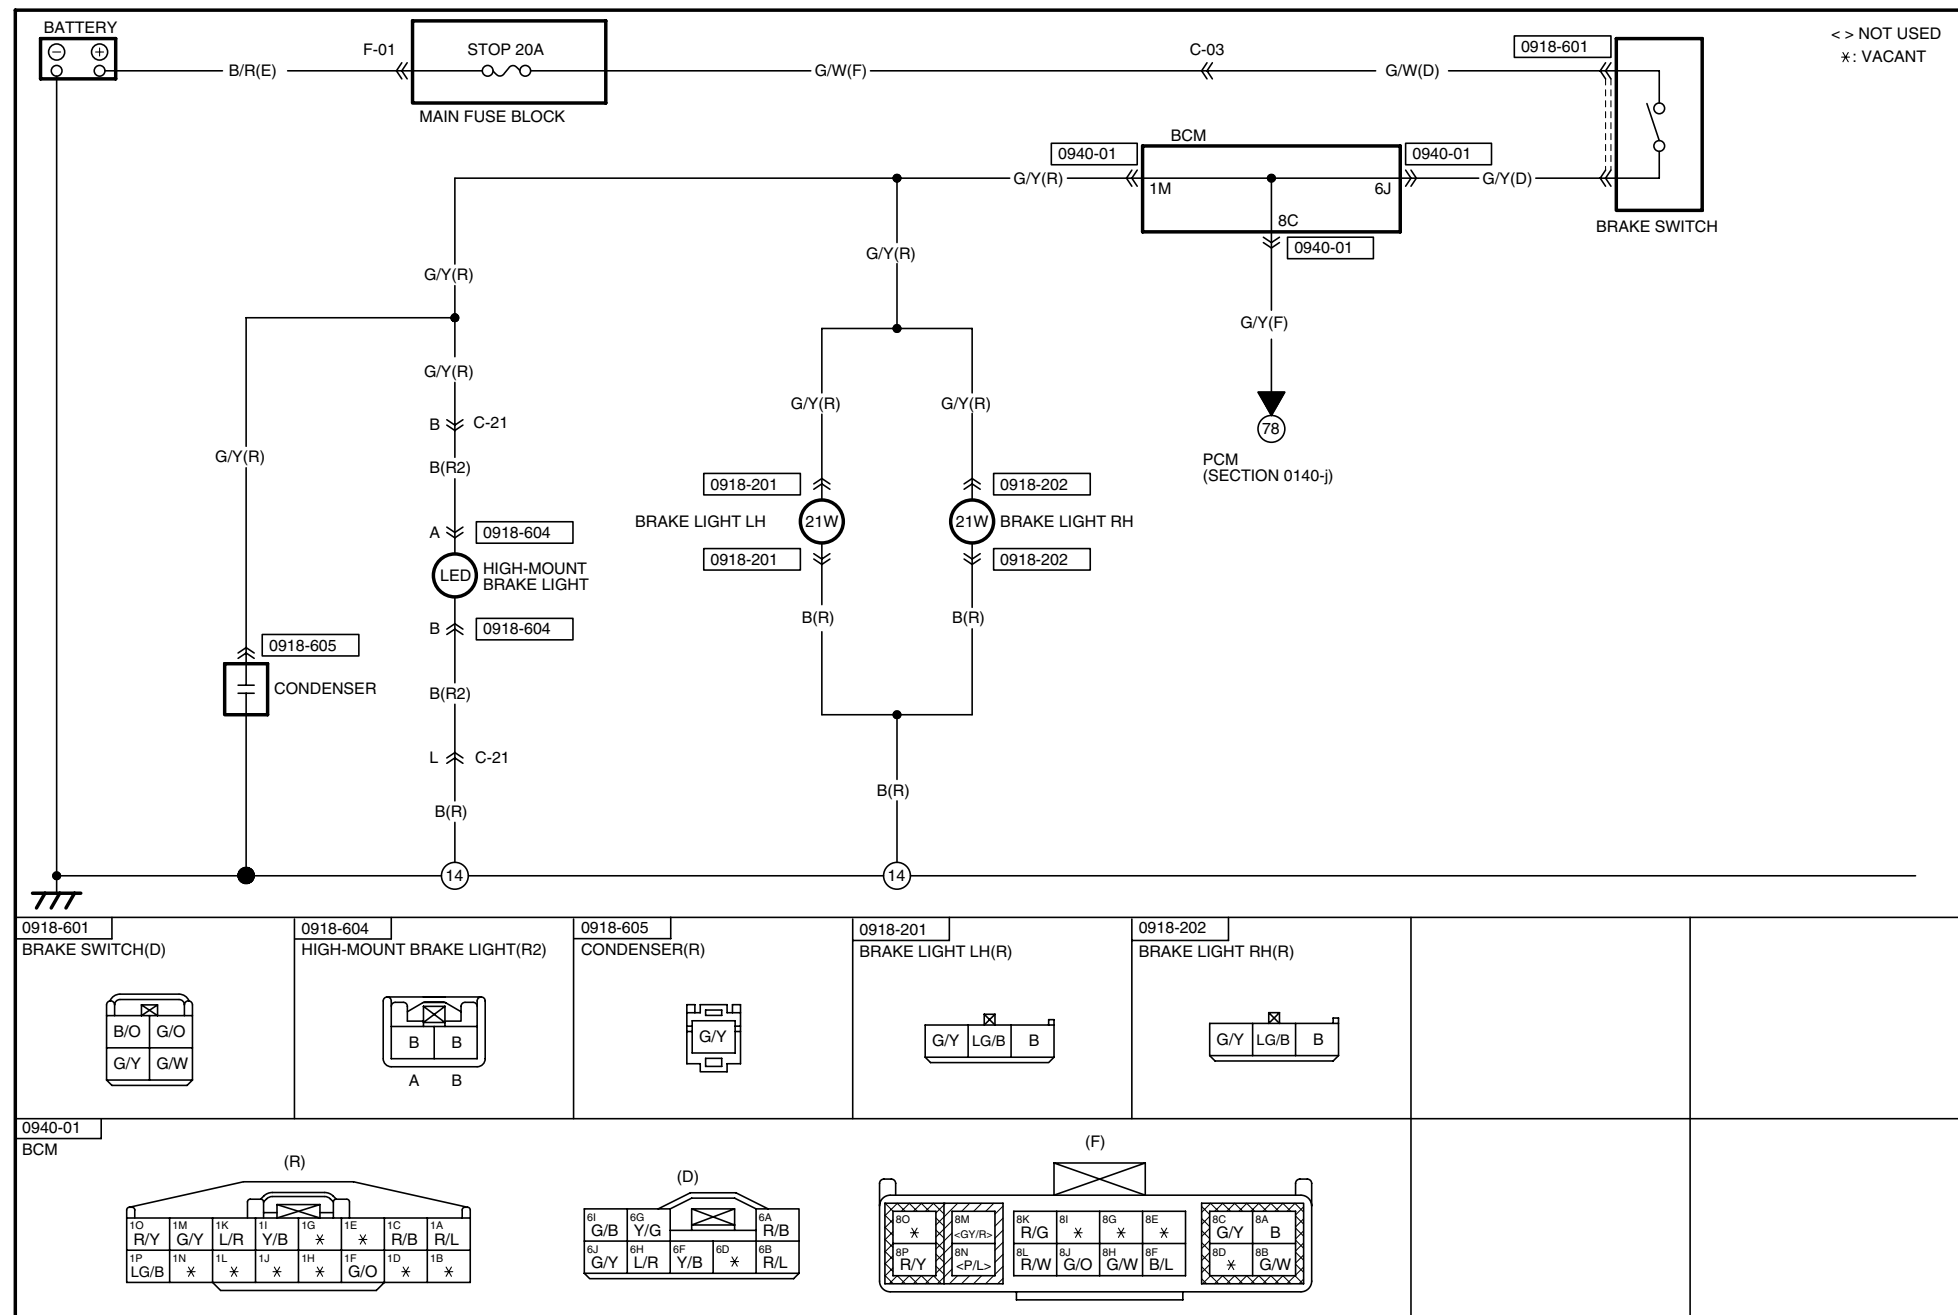 BATTERY
< > NOT USED
*: VACANT
B/R(E)
F-01
STOP 20A
MAIN FUSE BLOCK
G/W(F)
C-03
G/W(D)
0918-601
BRAKE SWITCH
BCM
0940-01
0940-01
G/Y(R)
1M
6J
8C
G/Y(D)
0940-01
G/Y(F)
78
PCM
(SECTION 0140-j)
G/Y(R)
G/Y(R)
G/Y(R)
G/Y(R)
G/Y(R)
G/Y(R)
B
C-21
B(R2)
A
0918-604
LED
HIGH-MOUNT
BRAKE LIGHT
B
0918-604
B(R2)
L
C-21
B(R)
0918-605
CONDENSER
0918-201
0918-202
BRAKE LIGHT LH
21W
21W
BRAKE LIGHT RH
0918-201
0918-202
B(R)
B(R)
B(R)
14
14
0918-601
BRAKE SWITCH(D)
B/O G/O
G/Y G/W
0918-604
HIGH-MOUNT BRAKE LIGHT(R2)
B B
A B
0918-605
CONDENSER(R)
G/Y
0918-201
BRAKE LIGHT LH(R)
G/Y LG/B B
0918-202
BRAKE LIGHT RH(R)
G/Y LG/B B
0940-01
BCM
(R)
1O 1M 1K 1I 1G 1E 1C 1A
R/Y G/Y L/R Y/B * * R/B R/L
1P 1N 1L 1J 1H 1F 1D 1B
LG/B * * * * G/O * *
(D)
6I 6G 6A
G/B Y/G R/B
6J 6H 6F 6D 6B
G/Y L/R Y/B * R/L
(F)
8O 8M 8K 8I 8G 8E 8C 8A
* <GY/R> R/G * * * G/Y B
8P 8N 8L 8J 8H 8F 8D 8B
R/Y <P/L> R/W G/O G/W B/L * G/W